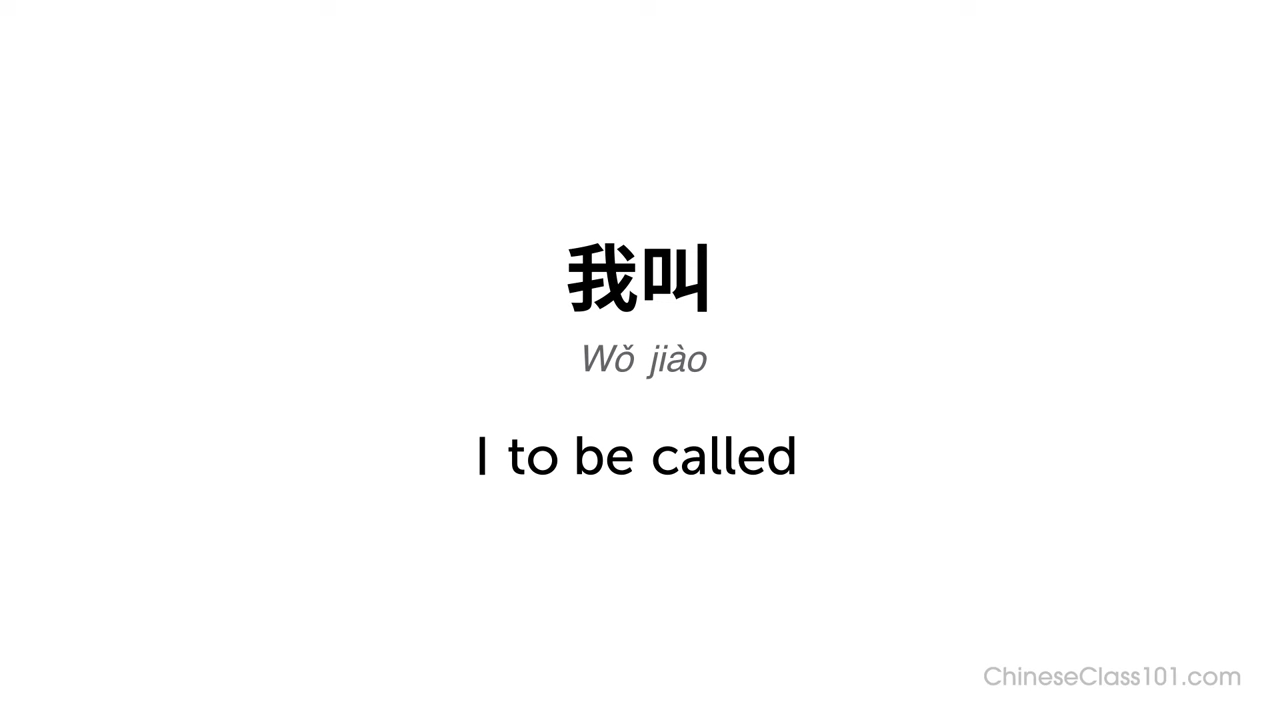 我叫
Wǒ jiào
I to be called
ChineseClass101.com